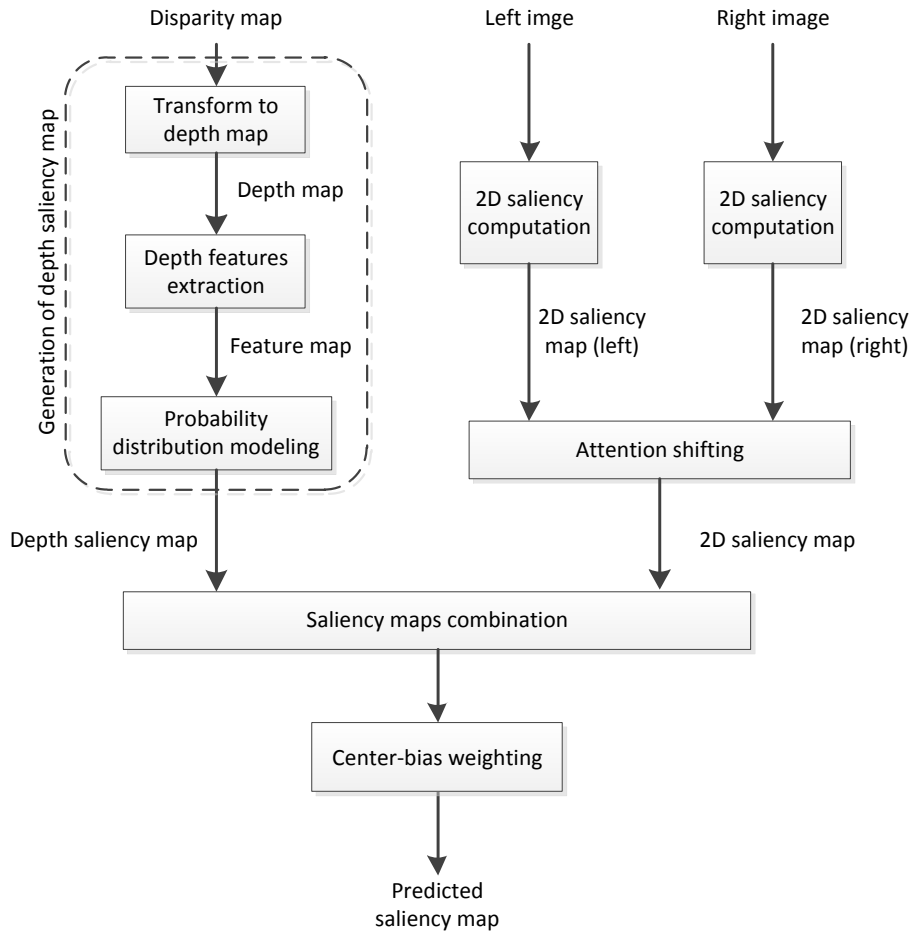 Disparity map
Left imge
Right image
Generation of depth saliency map
Transform to
depth map
Depth map
Depth features
extraction
Feature map
Probability
distribution modeling
2D saliency
computation
2D saliency
computation
2D saliency
map (left)
2D saliency
map (right)
Attention shifting
Depth saliency map
2D saliency map
Saliency maps combination
Center-bias weighting
Predicted
saliency map